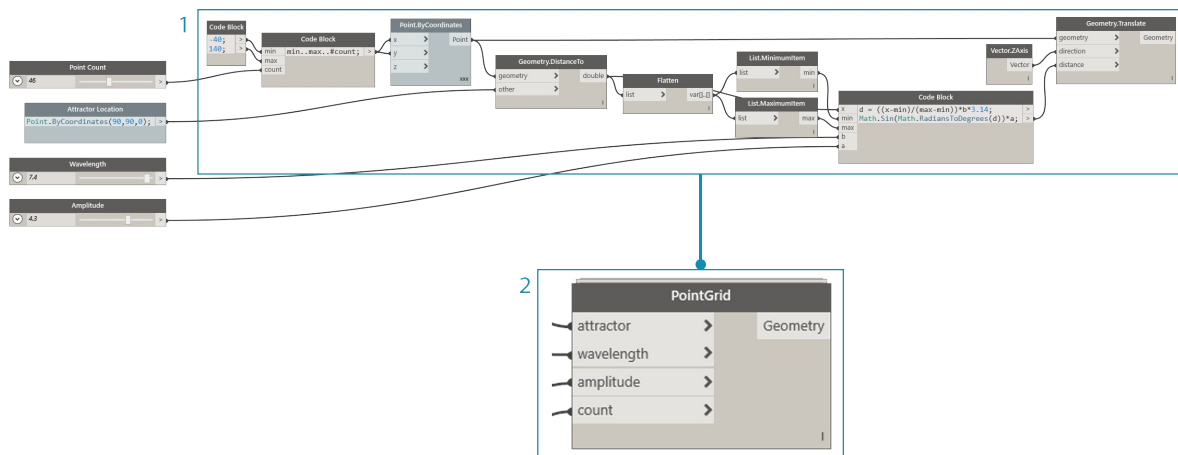 1
Code Block
-40;
>
140;
>
Code Block
min
min..max..#count;
>
max
count
Point.ByCoordinates
x
>
Point
y
>
z
>
xxx
Geometry.DistanceTo
geometry
>
double
other
>
l
Flatten
list
>
var[]..[]
l
List.MinimumItem
list
>
min
l
List.MaximumItem
list
>
max
l
Code Block
x
d = ((x-min)/(max-min))*b*3.14;
>
min
Math.Sin(Math.RadiansToDegrees(d))*a;
>
max
b
a
Vector.ZAxis
Vector
l
Geometry.Translate
geometry
>
Geometry
direction
>
distance
>
l
Point Count
46
>
Attractor Location
Point.ByCoordinates(90,90,0);
>
Wavelength
7.4
>
Amplitude
4.3
>
2
PointGrid
attractor
>
Geometry
wavelength
>
amplitude
>
count
>
l